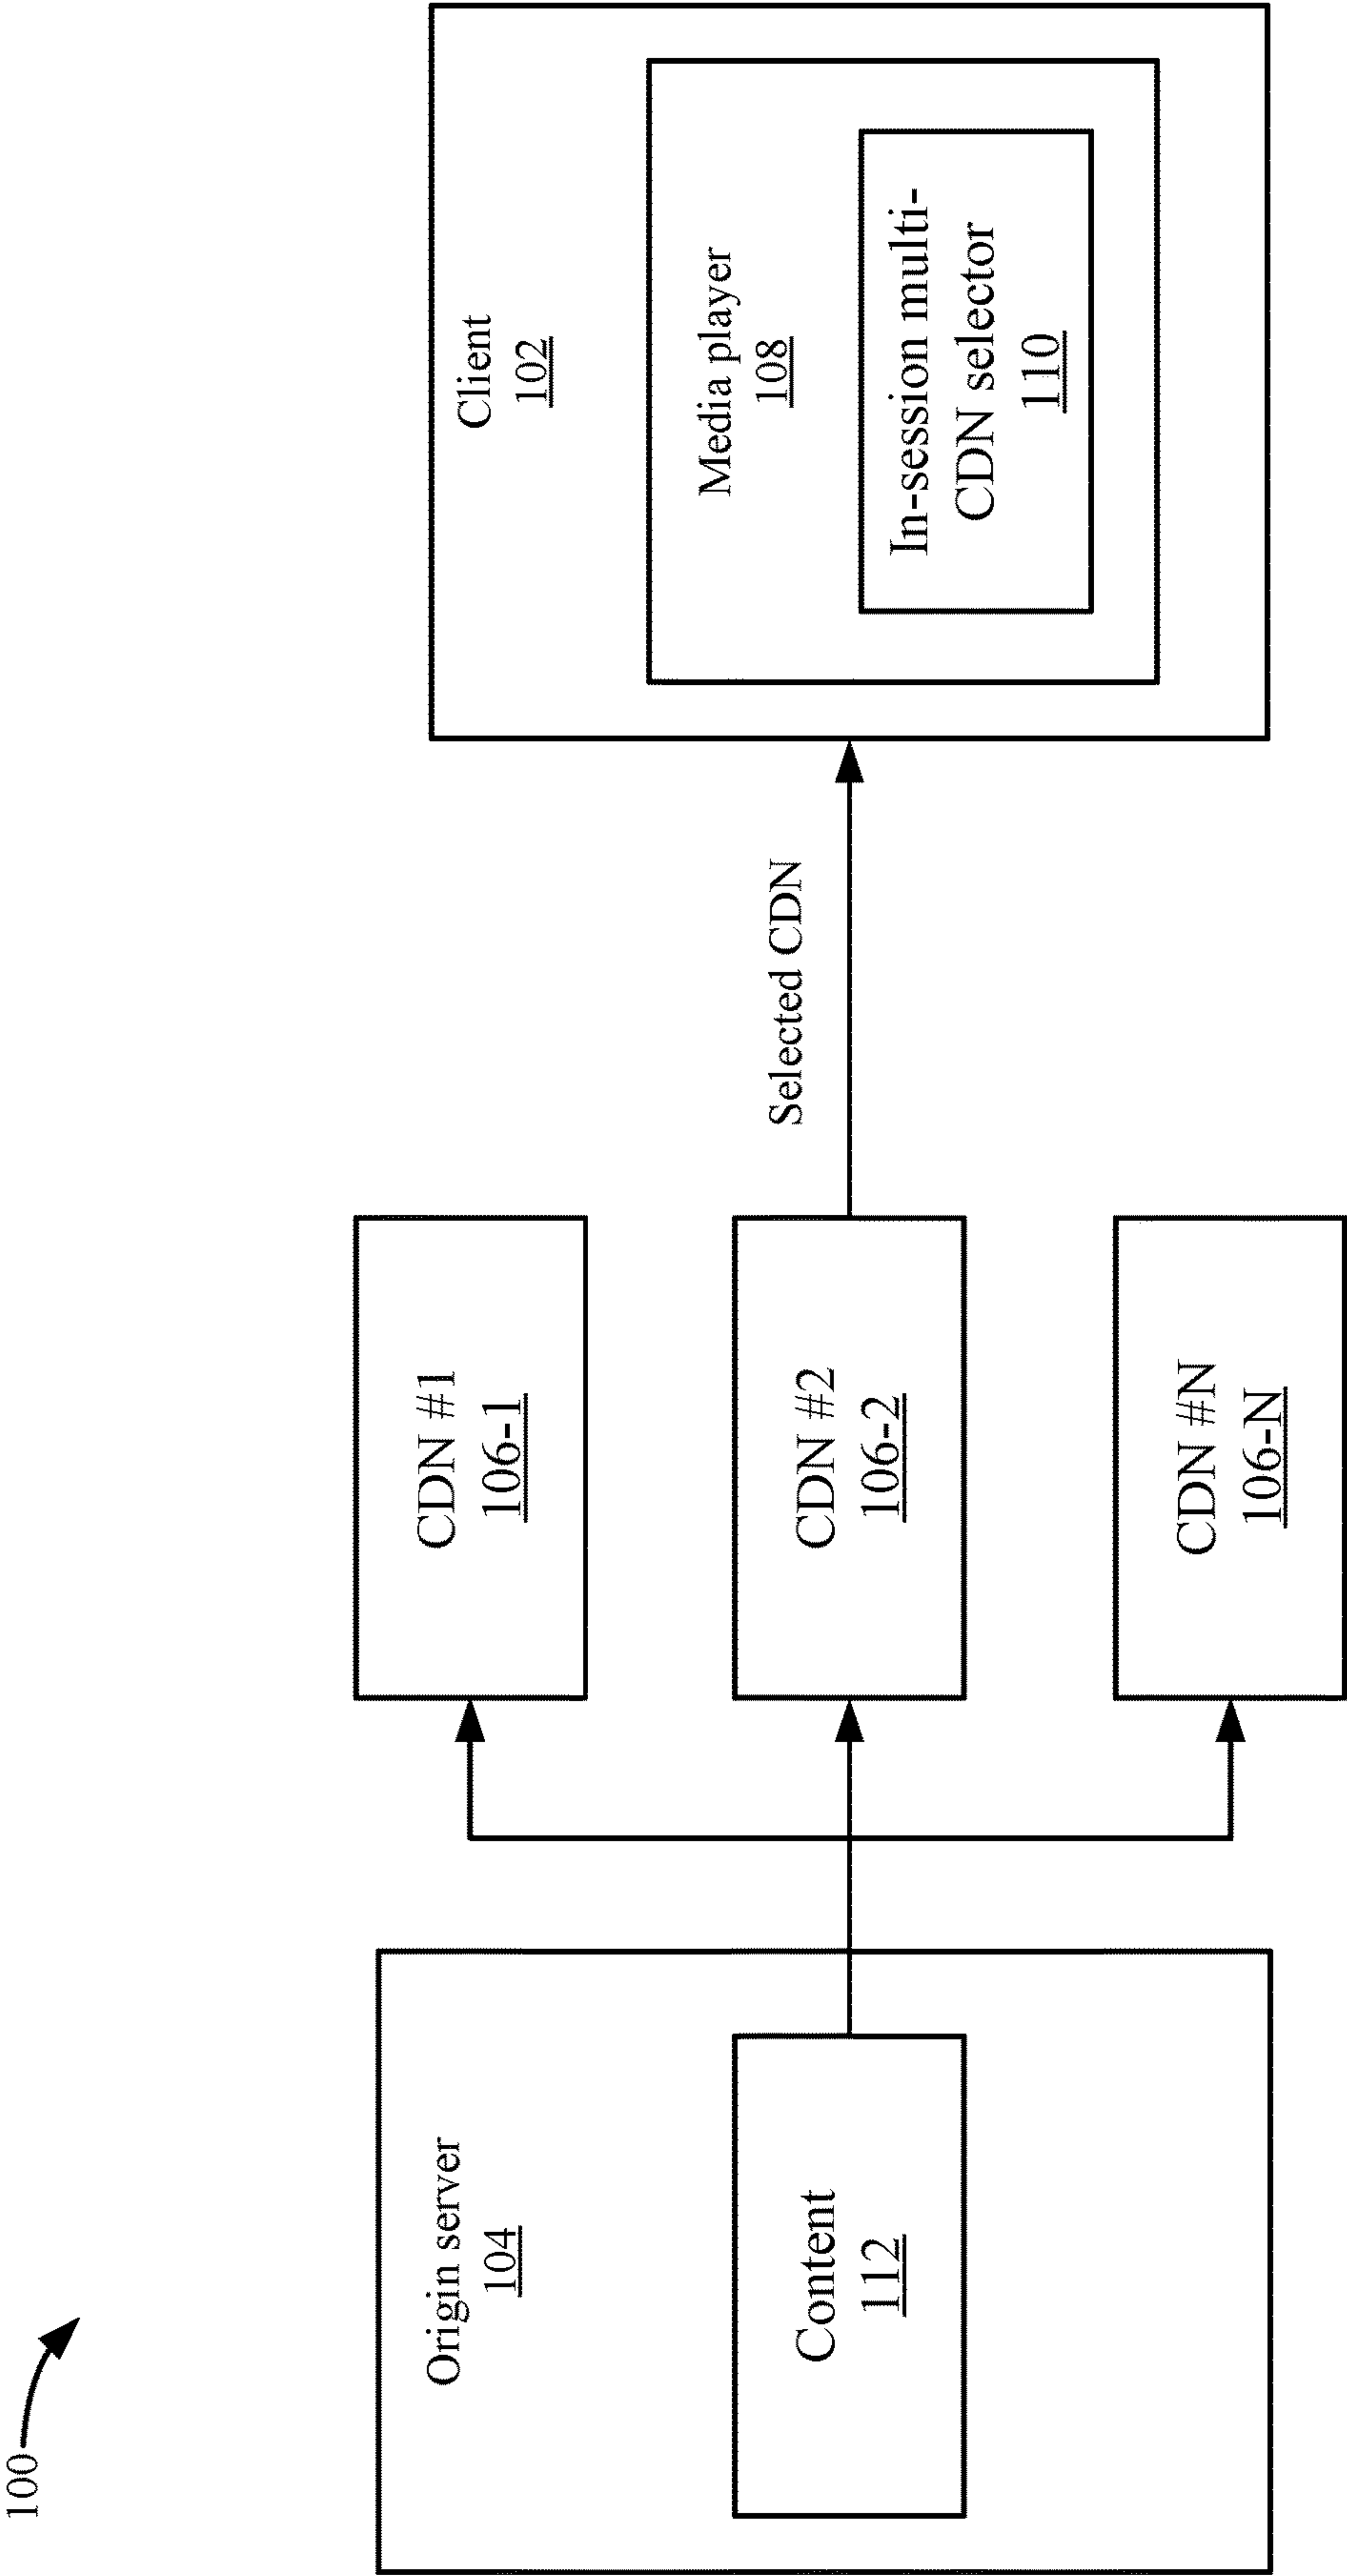 100
Origin server
104
Content
112
CDN #1
106-1
CDN #2
106-2
CDN #N
106-N
Selected CDN
Client
102
Media player
108
In-session multi-
CDN selector
110